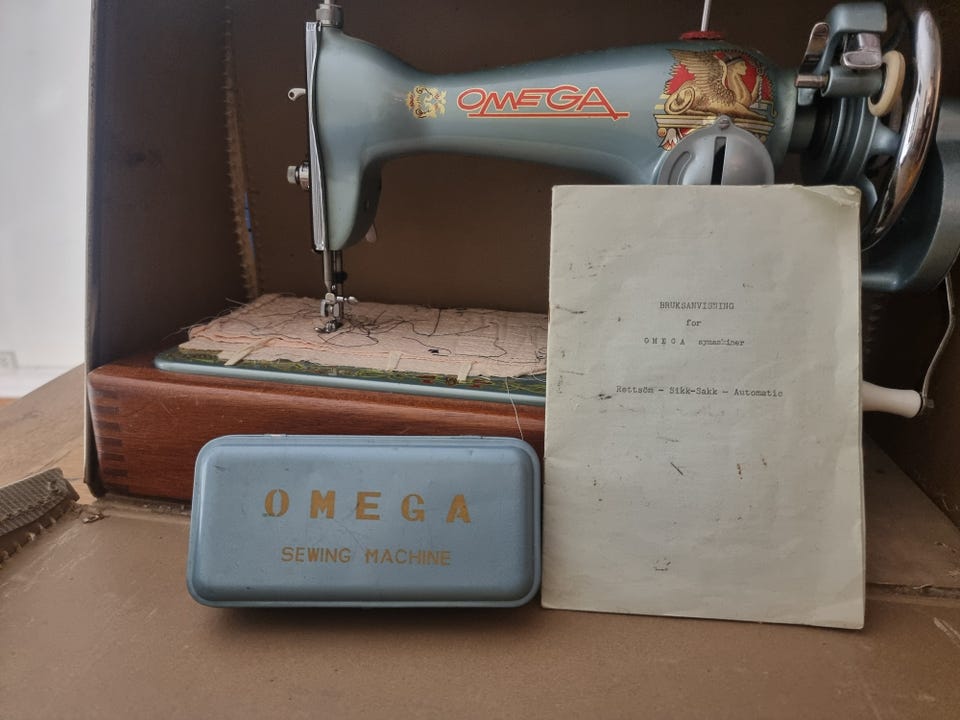 OMEGA
BRUKSANVISNING
for
OMEGA symaskiner
Rettsöm - Sikk-Sakk - Automatic
OMEGA
SEWING MACHINE